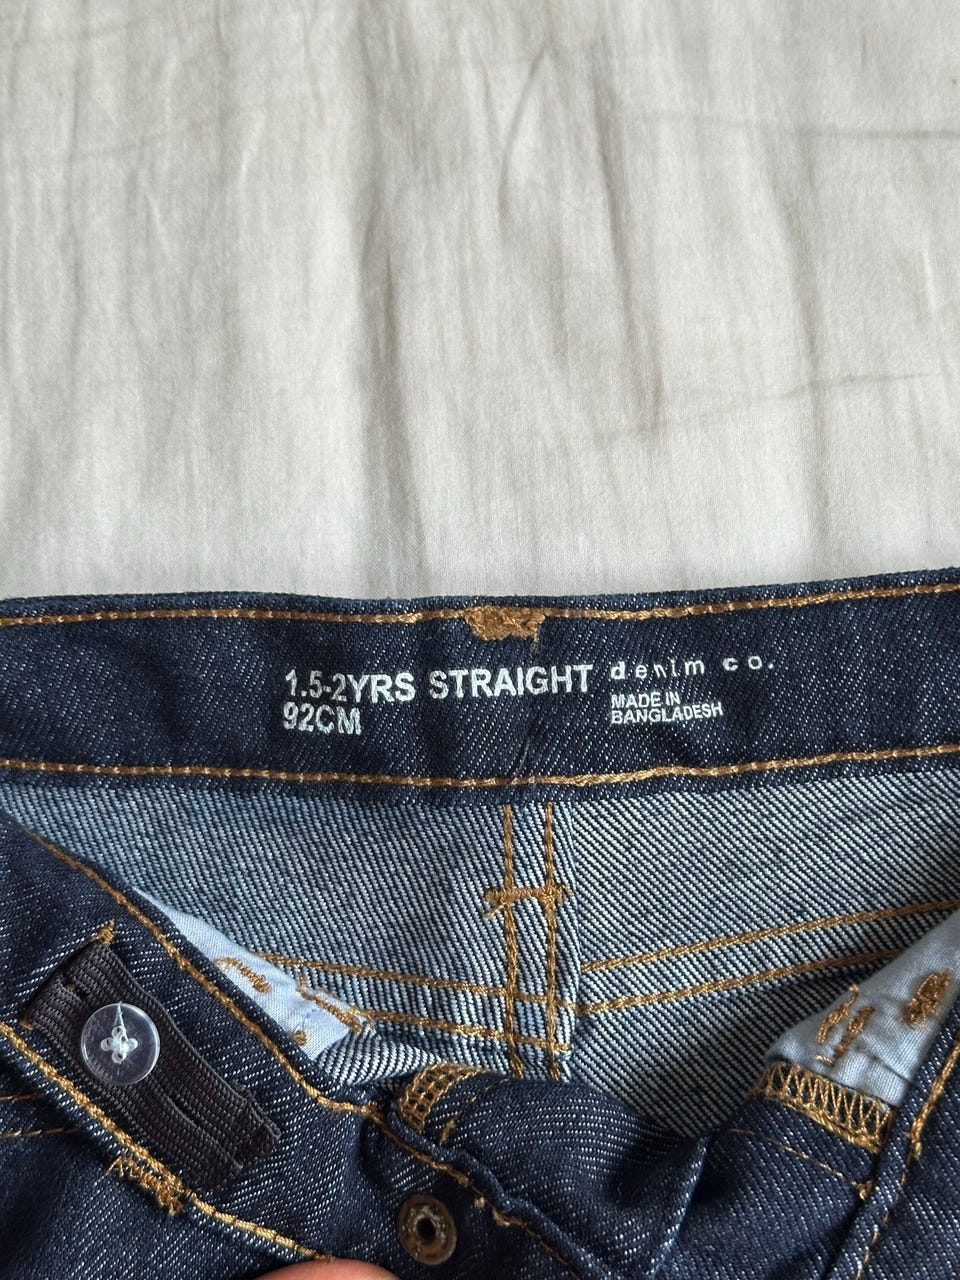 1.5-2YRS STRAIGHT denim co.
92CM
MADE IN
BANGLADESH